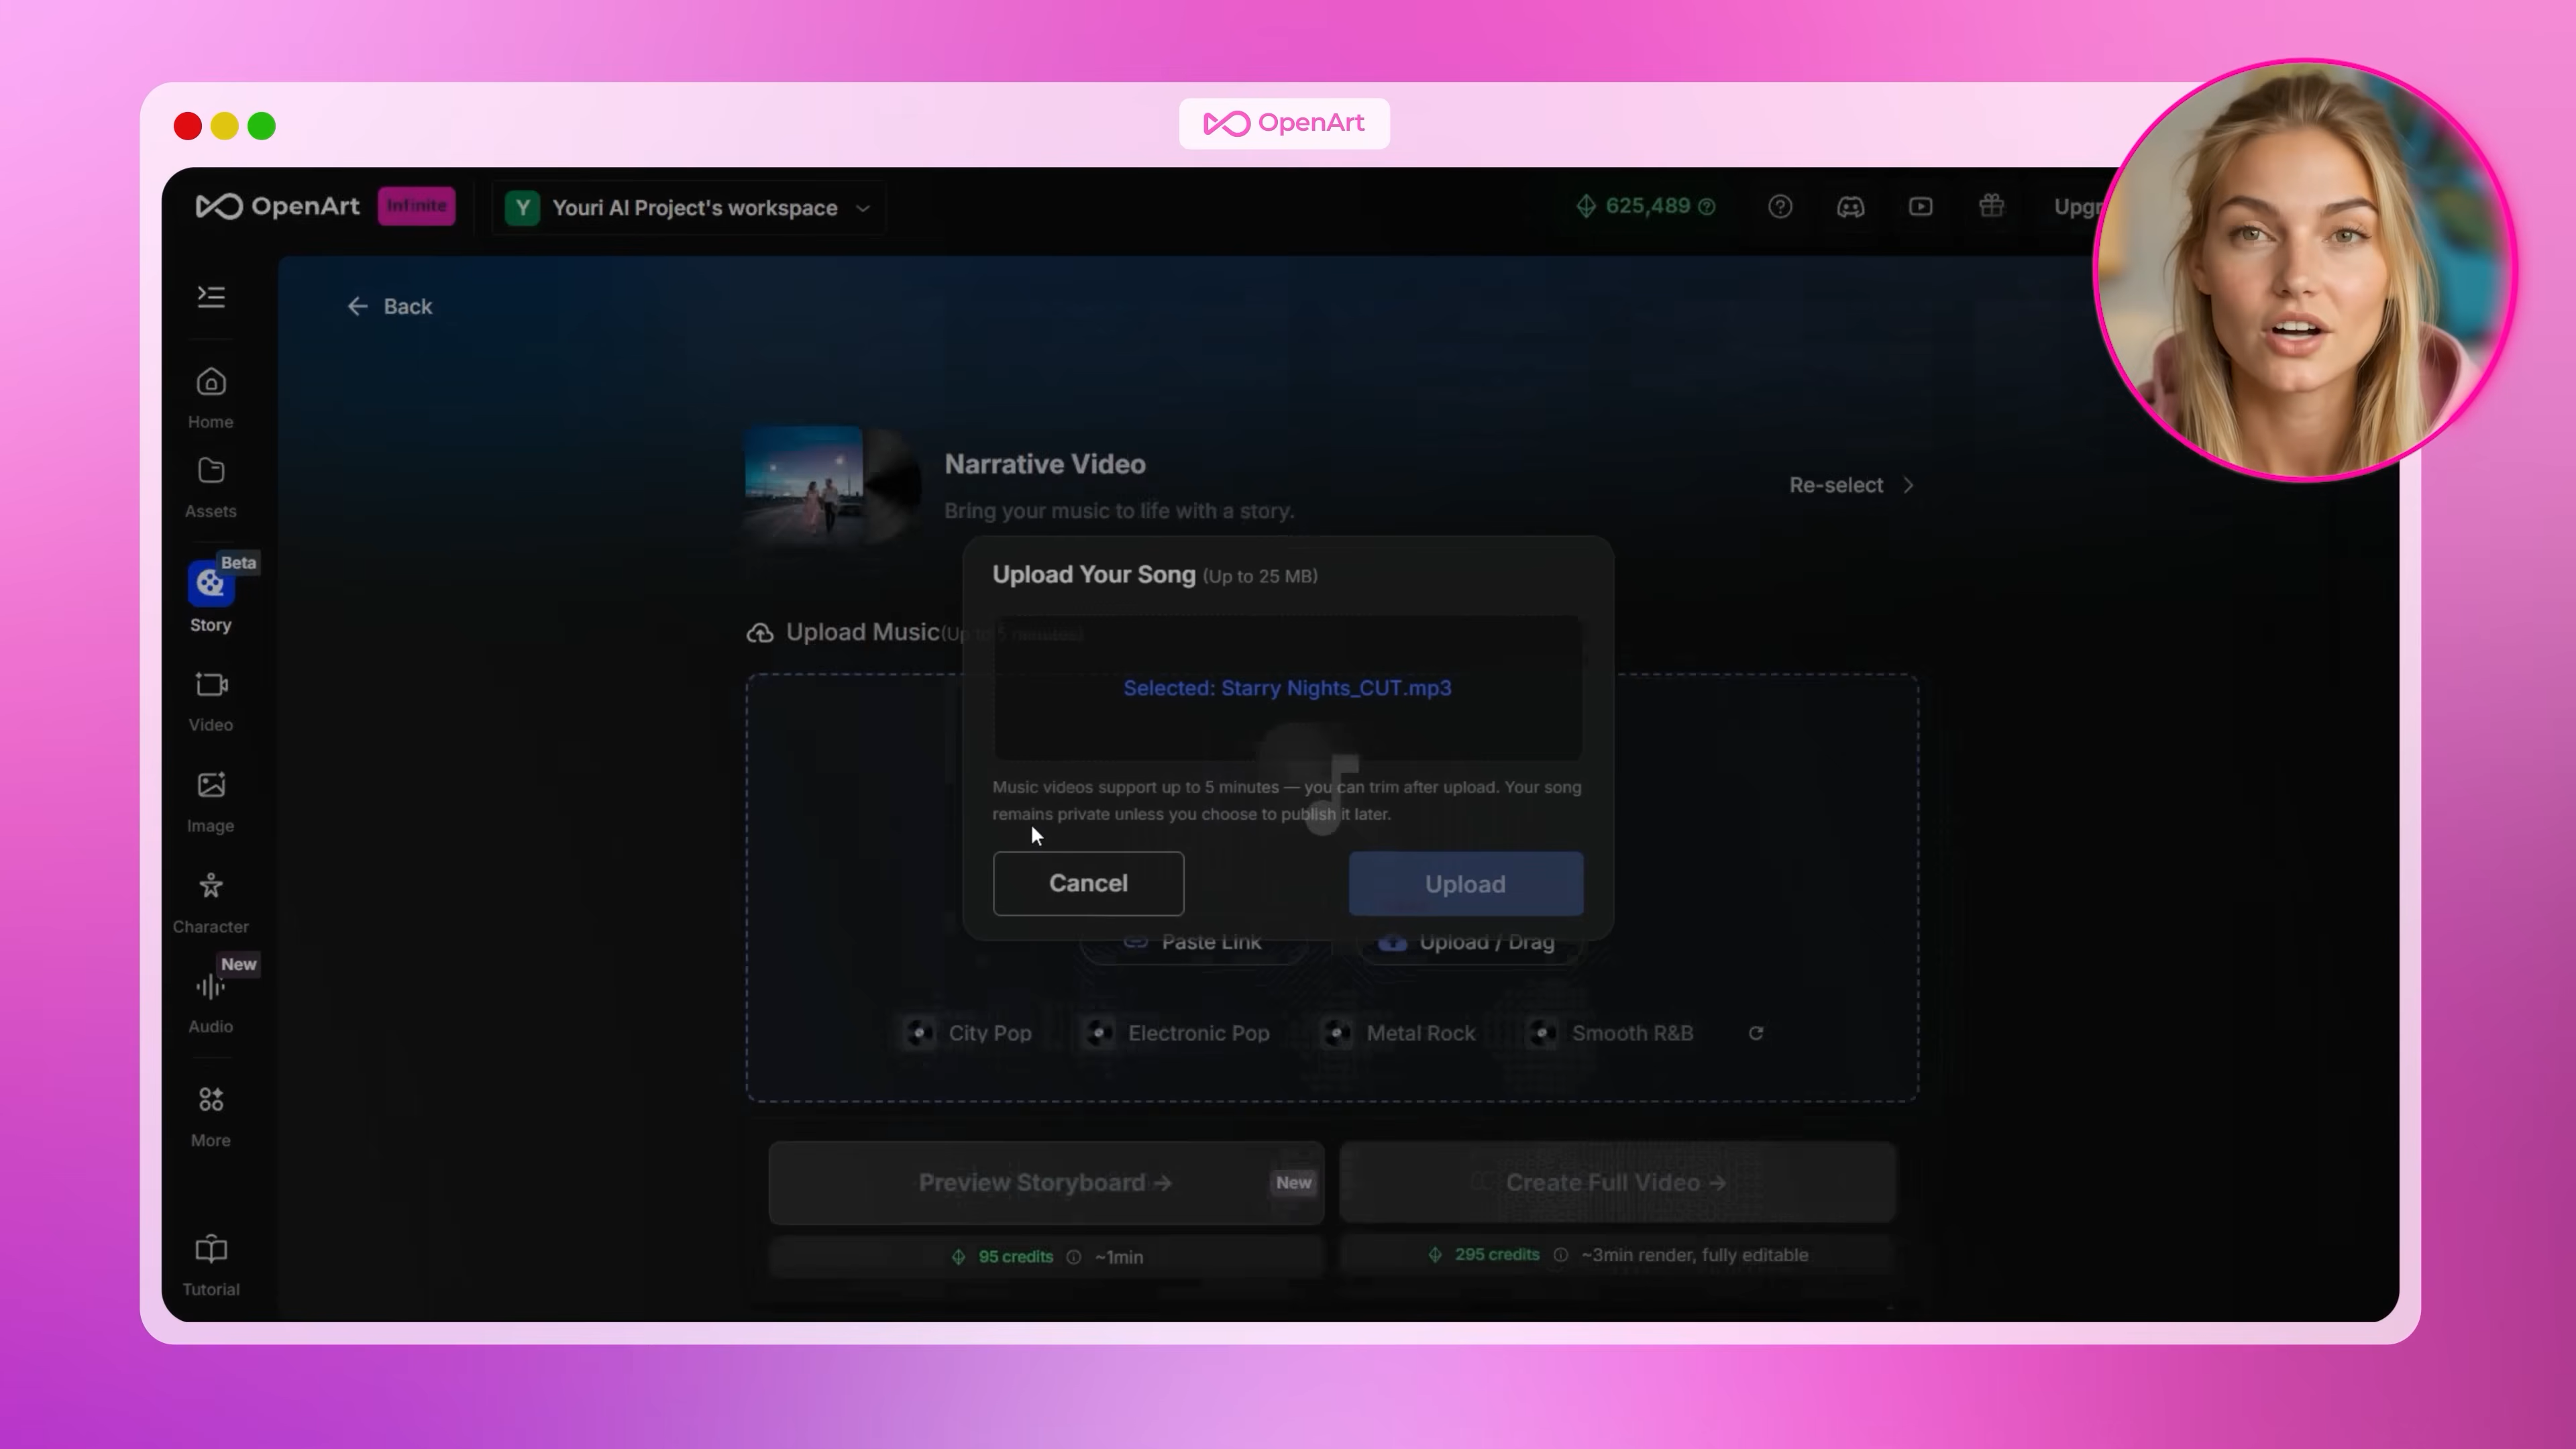 OpenArt
OpenArt
Infinite
Y
Youri AI Project's workspace
625,489
Back
Home
Assets
Beta
Story
Video
Image
Character
New
Audio
More
Tutorial
Narrative Video
Bring your music to life with a story.
Re-select
Upload Music(Up to 5 minutes)
Upload Your Song (Up to 25 MB)
Selected: Starry Nights_CUT.mp3
Music videos support up to 5 minutes — you can trim after upload. Your song
remains private unless you choose to publish it later.
Cancel
Upload
Paste Link
Upload / Drag
City Pop
Electronic Pop
Metal Rock
Smooth R&B
Preview Storyboard →
New
Create Full Video →
95 credits ~1min
295 credits ~3min render, fully editable